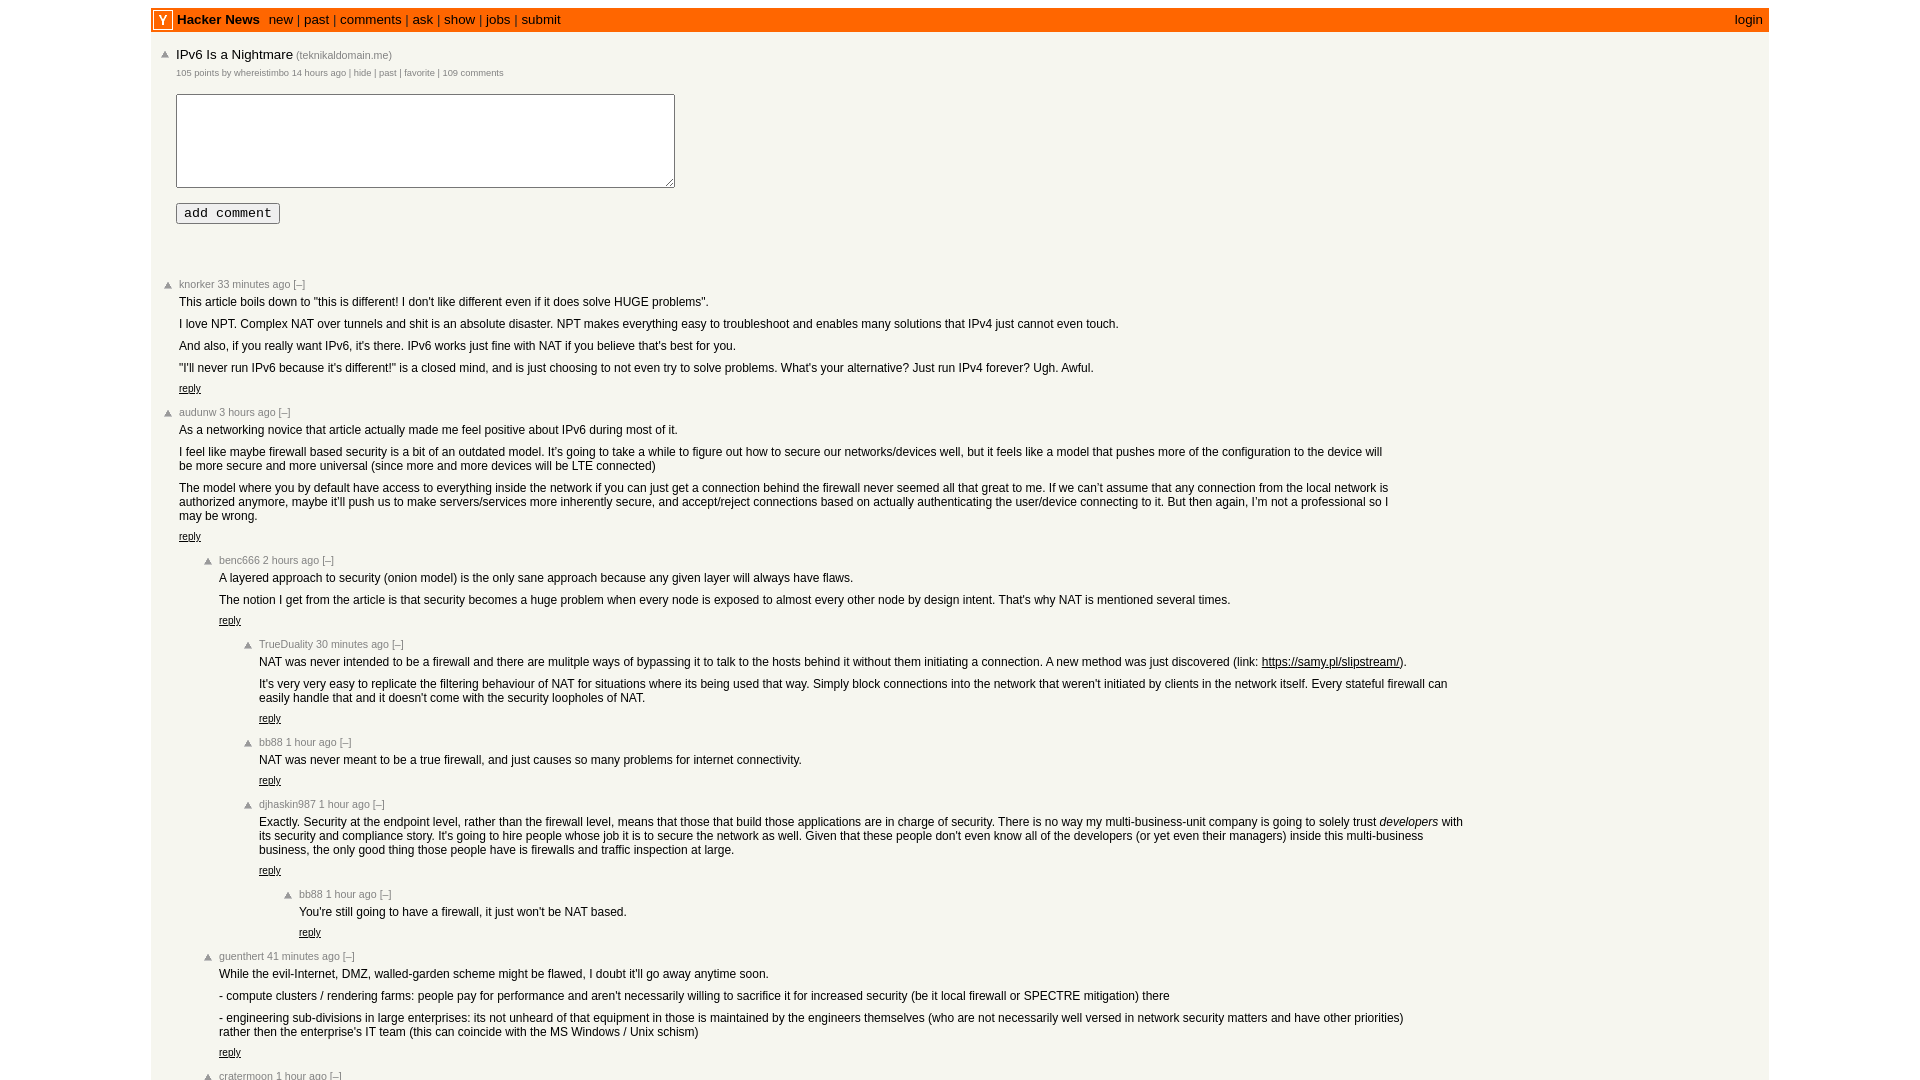 Y Hacker News new | past | comments | ask | show | jobs | submit login
IPv6 Is a Nightmare (teknikaldomain.me)
105 points by whereistimbo 14 hours ago | hide | past | favorite | 109 comments
add comment
knorker 33 minutes ago [–]
This article boils down to "this is different! I don't like different even if it does solve HUGE problems".
I love NPT. Complex NAT over tunnels and shit is an absolute disaster. NPT makes everything easy to troubleshoot and enables many solutions that IPv4 just cannot even touch.
And also, if you really want IPv6, it's there. IPv6 works just fine with NAT if you believe that's best for you.
"I'll never run IPv6 because it's different!" is a closed mind, and is just choosing to not even try to solve problems. What's your alternative? Just run IPv4 forever? Ugh. Awful.
reply
audunw 3 hours ago [–]
As a networking novice that article actually made me feel positive about IPv6 during most of it.
I feel like maybe firewall based security is a bit of an outdated model. It’s going to take a while to figure out how to secure our networks/devices well, but it feels like a model that pushes more of the configuration to the device will
be more secure and more universal (since more and more devices will be LTE connected)
The model where you by default have access to everything inside the network if you can just get a connection behind the firewall never seemed all that great to me. If we can’t assume that any connection from the local network is
authorized anymore, maybe it’ll push us to make servers/services more inherently secure, and accept/reject connections based on actually authenticating the user/device connecting to it. But then again, I’m not a professional so I
may be wrong.
reply
benc666 2 hours ago [–]
A layered approach to security (onion model) is the only sane approach because any given layer will always have flaws.
The notion I get from the article is that security becomes a huge problem when every node is exposed to almost every other node by design intent. That's why NAT is mentioned several times.
reply
TrueDuality 30 minutes ago [–]
NAT was never intended to be a firewall and there are mulitple ways of bypassing it to talk to the hosts behind it without them initiating a connection. A new method was just discovered (link: https://samy.pl/slipstream/).
It's very very easy to replicate the filtering behaviour of NAT for situations where its being used that way. Simply block connections into the network that weren't initiated by clients in the network itself. Every stateful firewall can
easily handle that and it doesn't come with the security loopholes of NAT.
reply
bb88 1 hour ago [–]
NAT was never meant to be a true firewall, and just causes so many problems for internet connectivity.
reply
djhaskin987 1 hour ago [–]
Exactly. Security at the endpoint level, rather than the firewall level, means that those that build those applications are in charge of security. There is no way my multi-business-unit company is going to solely trust developers with
its security and compliance story. It's going to hire people whose job it is to secure the network as well. Given that these people don't even know all of the developers (or yet even their managers) inside this multi-business
business, the only good thing those people have is firewalls and traffic inspection at large.
reply
bb88 1 hour ago [–]
You're still going to have a firewall, it just won't be NAT based.
reply
guenthert 41 minutes ago [–]
While the evil-Internet, DMZ, walled-garden scheme might be flawed, I doubt it'll go away anytime soon.
- compute clusters / rendering farms: people pay for performance and aren't necessarily willing to sacrifice it for increased security (be it local firewall or SPECTRE mitigation) there
- engineering sub-divisions in large enterprises: its not unheard of that equipment in those is maintained by the engineers themselves (who are not necessarily well versed in network security matters and have other priorities)
rather then the enterprise's IT team (this can coincide with the MS Windows / Unix schism)
reply
cratermoon 1 hour ago [–]